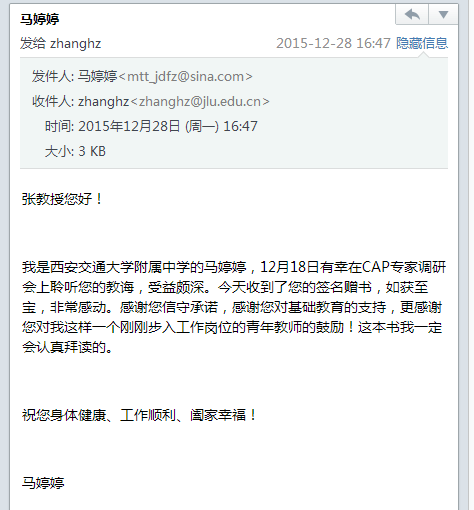 马婷婷
发给 zhanghz 2015-12-28 16:47 隐藏信息
发件人: 马婷婷<mtt_jdfz@sina.com>
收件人: zhanghz<zhanghz@jlu.edu.cn>
时间: 2015年12月28日 (周一) 16:47
大小: 3 KB
张教授您好！
我是西安交通大学附属中学的马婷婷，12月18日有幸在CAP专家调研
会上聆听您的教诲，受益颇深。今天收到了您的签名赠书，如获至
宝，非常感动。感谢您信守承诺，感谢您对基础教育的支持，更感谢
您对我这样一个刚刚步入工作岗位的青年教师的鼓励！这本书我一定
会认真拜读的。
祝您身体健康、工作顺利、阖家幸福！
马婷婷